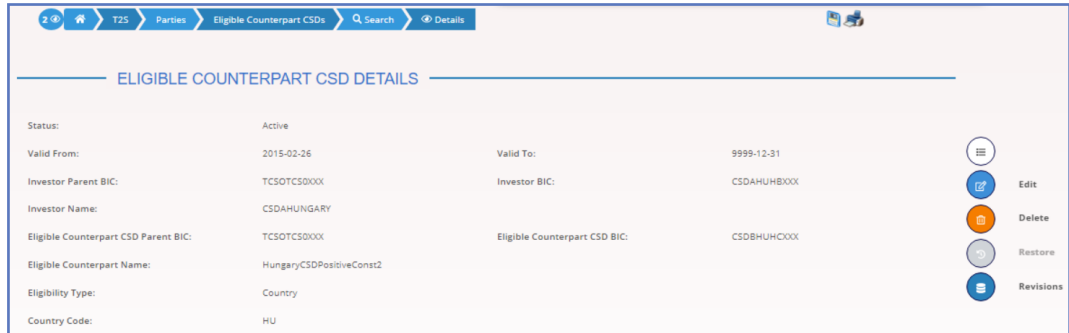 2 T2S Parties Eligible Counterpart CSDs Search Details
ELIGIBLE COUNTERPART CSD DETAILS
Status: Active
Valid From: 2015-02-26 Valid To: 9999-12-31
Investor Parent BIC: TCSOTCS0XXX Investor BIC: CSDAHUHBXXX
Edit
Investor Name: CSDAHUNGARY
Delete
Eligible Counterpart CSD Parent BIC: TCSOTCS0XXX Eligible Counterpart CSD BIC: CSDBHUHCXXX
Restore
Eligible Counterpart Name: HungaryCSDPositiveConst2
Revisions
Eligibility Type: Country
Country Code: HU